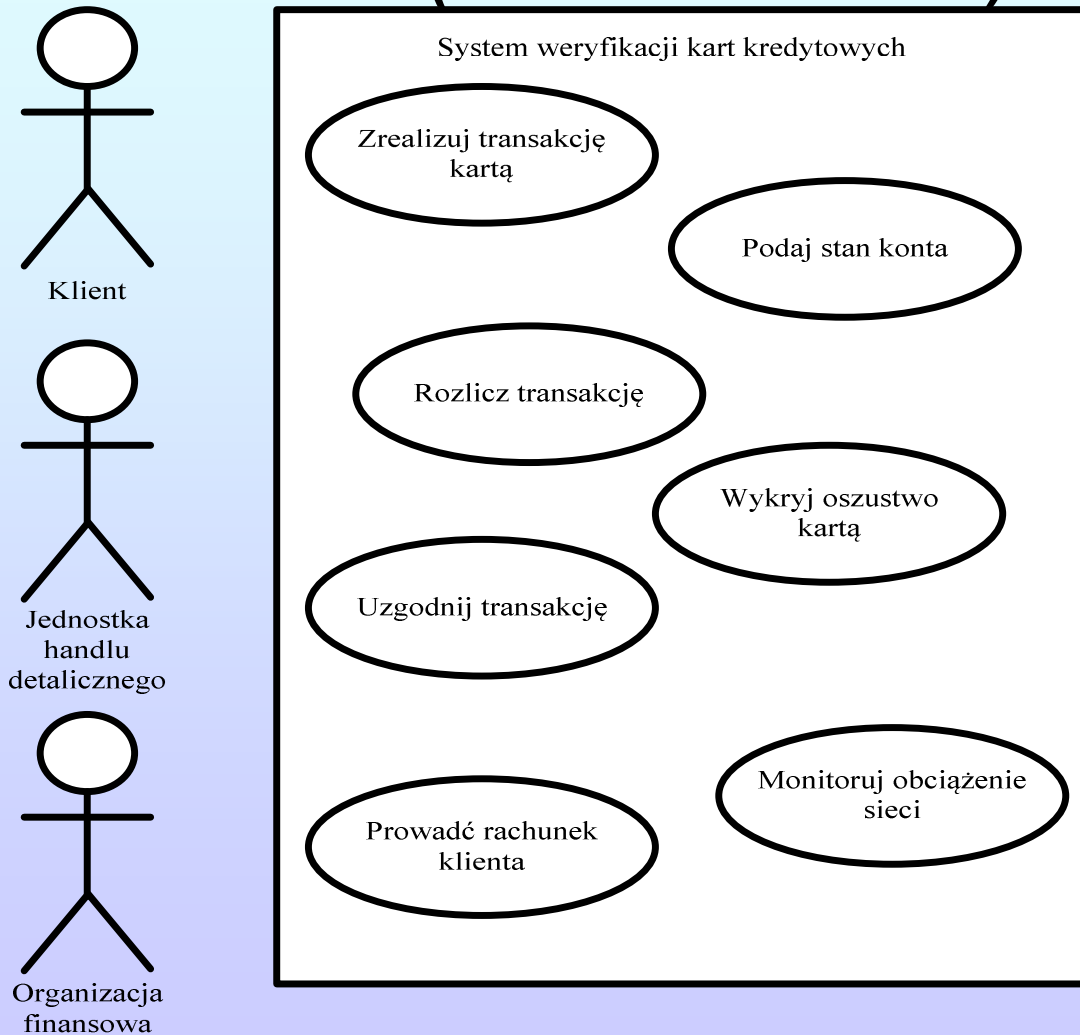 System weryfikacji kart kredytowych
Zrealizuj transakcję
kartą
Podaj stan konta
Klient
Rozlicz transakcję
Wykryj oszustwo
kartą
Uzgodnij transakcję
Jednostka
handlu
detalicznego
Monitoruj obciążenie
sieci
Prowadć rachunek
klienta
Organizacja
finansowa